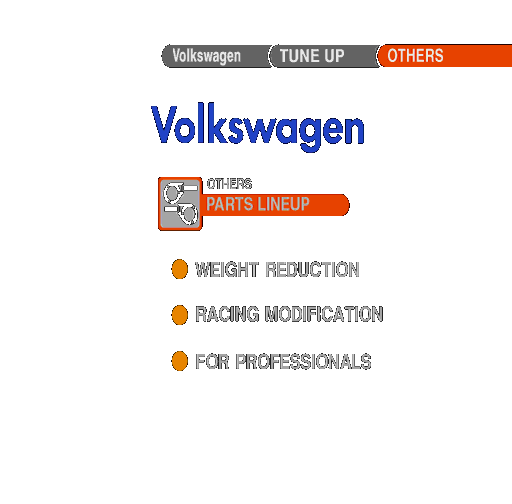 Volkswagen TUNE UP OTHERS
Volkswagen
OTHERS
PARTS LINEUP
WEIGHT REDUCTION
RACING MODIFICATION
FOR PROFESSIONALS